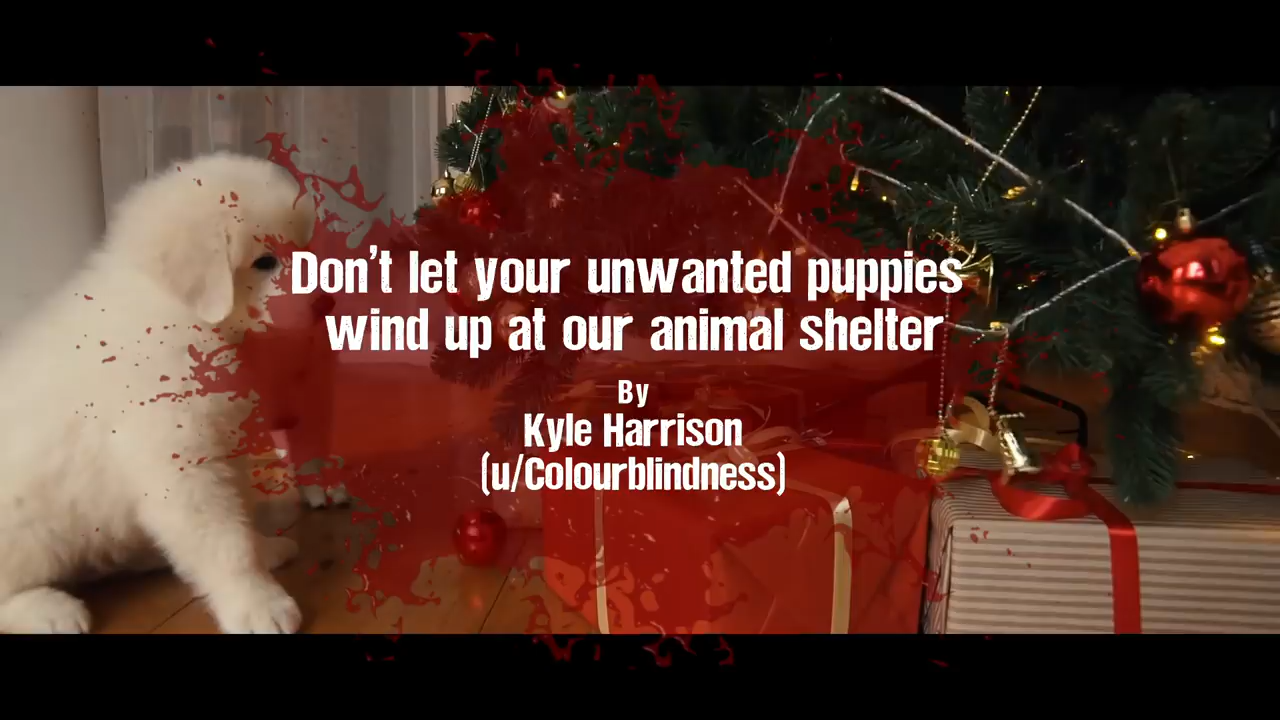 Don't let your unwanted puppies
wind up at our animal shelter
By
Kyle Harrison
(u/Colourblindness)